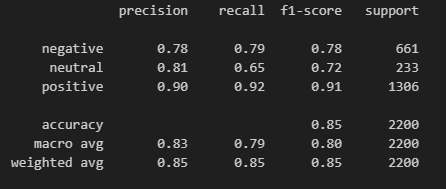 precision recall f1-score support
negative 0.78 0.79 0.78 661
neutral 0.81 0.65 0.72 233
positive 0.90 0.92 0.91 1306
accuracy 0.85 2200
macro avg 0.83 0.79 0.80 2200
weighted avg 0.85 0.85 0.85 2200